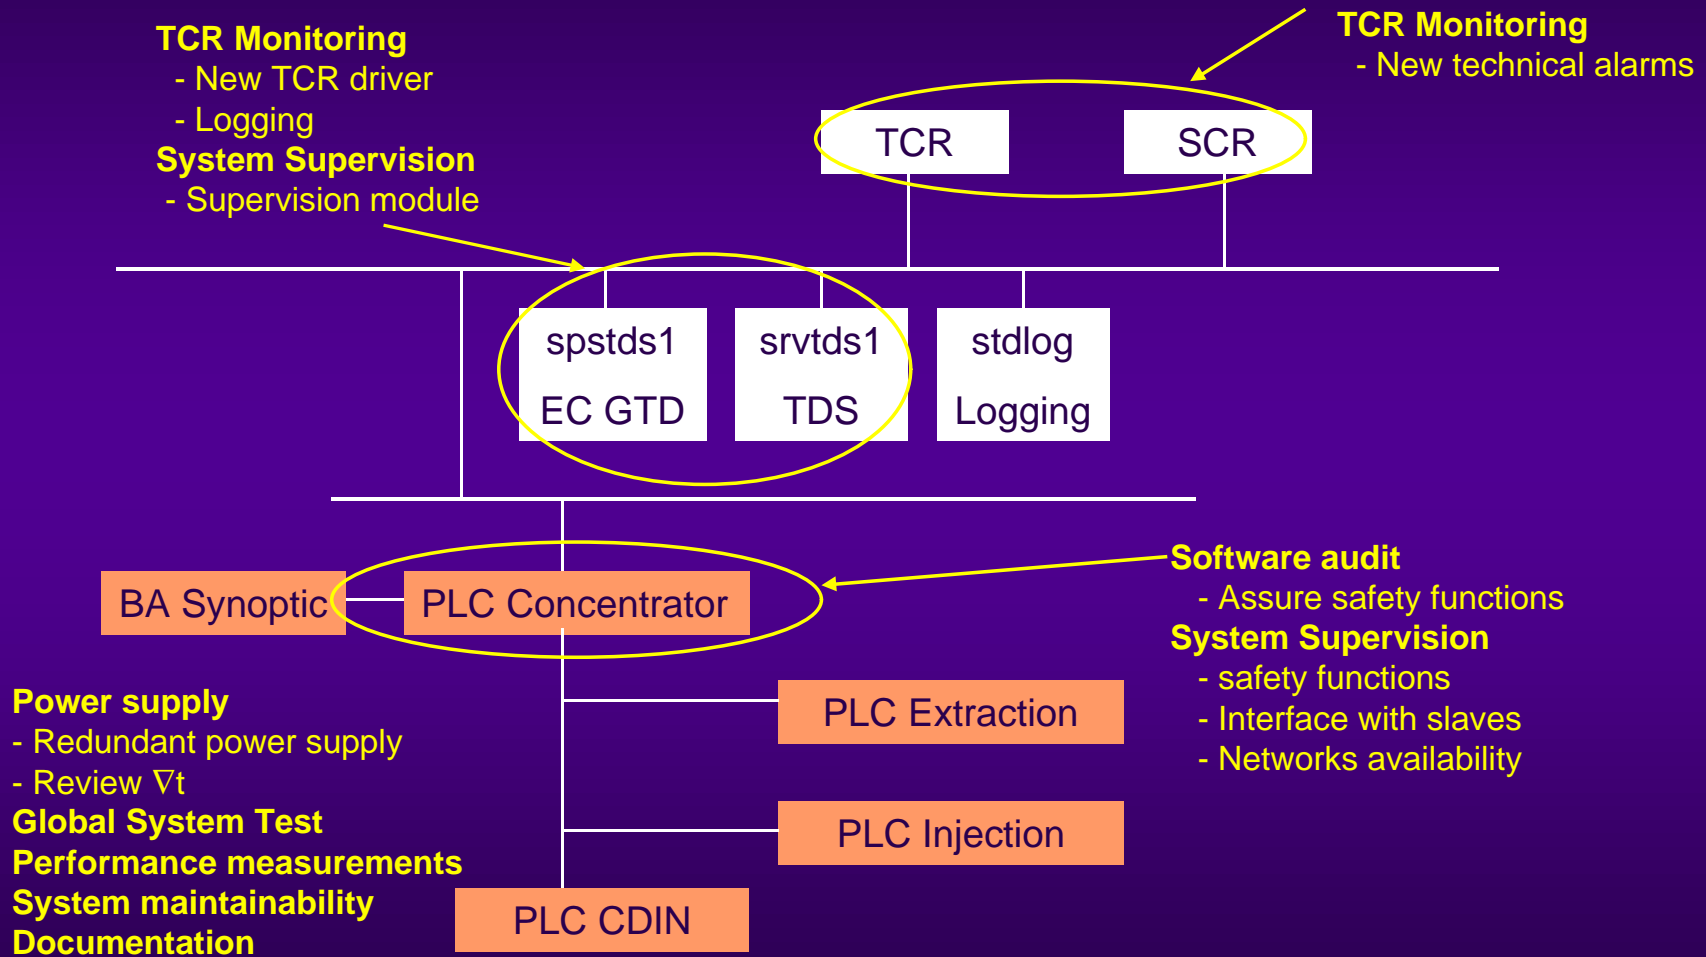 TCR Monitoring
- New TCR driver
- Logging
System Supervision
- Supervision module
TCR Monitoring
- New technical alarms
TCR
SCR
spstds1
EC GTD
srvtds1
TDS
stdlog
Logging
BA Synoptic
PLC Concentrator
Software audit
- Assure safety functions
System Supervision
- safety functions
- Interface with slaves
- Networks availability
PLC Extraction
PLC Injection
PLC CDIN
Power supply
- Redundant power supply
- Review ∇t
Global System Test
Performance measurements
System maintainability
Documentation